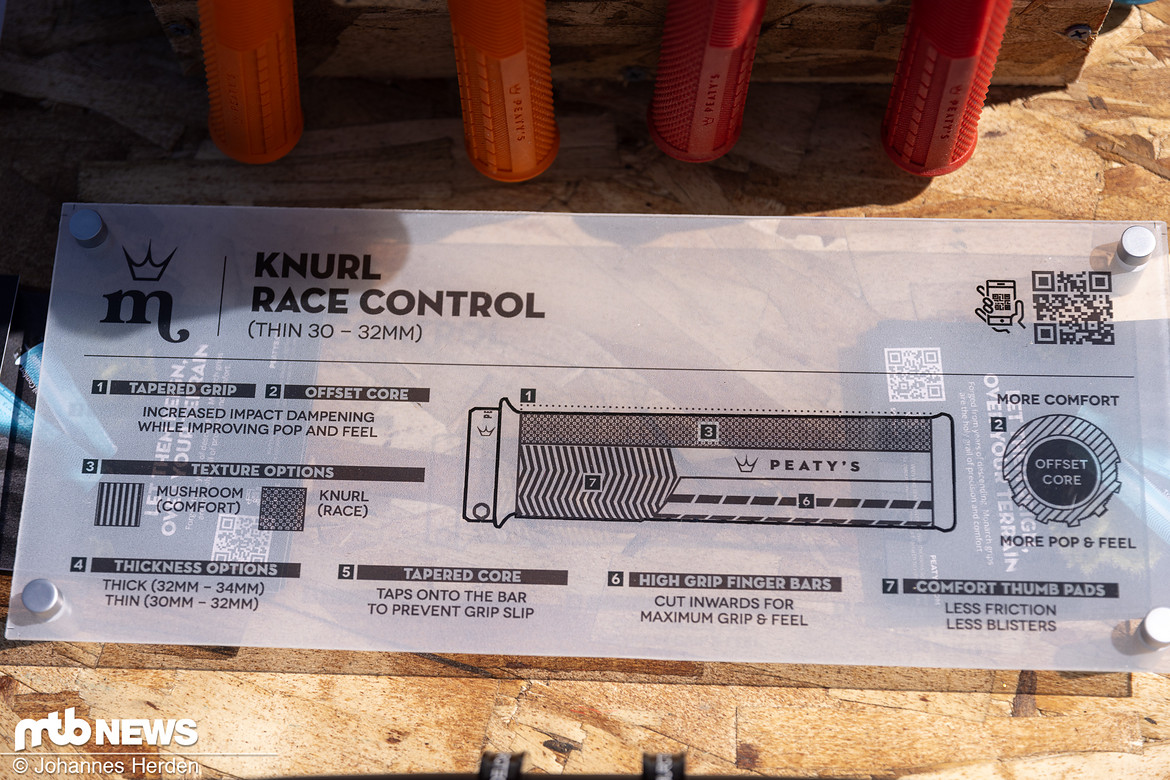 PEATY'S
PEATY'S
PEATY'S
m
KNURL
RACE CONTROL
(THIN 30 – 32MM)
1 TAPERED GRIP 2 OFFSET CORE
INCREASED IMPACT DAMPENING
WHILE IMPROVING POP AND FEEL
3 TEXTURE OPTIONS
MUSHROOM
(COMFORT)
KNURL
(RACE)
1
PE
3
PEATY'S
7
6
MORE COMFORT
2
OFFSET
CORE
MORE POP & FEEL
4 THICKNESS OPTIONS
THICK (32MM – 34MM)
THIN (30MM – 32MM)
5 TAPERED CORE
TAPS ONTO THE BAR
TO PREVENT GRIP SLIP
6 HIGH GRIP FINGER BARS
CUT INWARDS FOR
MAXIMUM GRIP & FEEL
7 COMFORT THUMB PADS
LESS FRICTION
LESS BLISTERS
mtb NEWS
© Johannes Herden